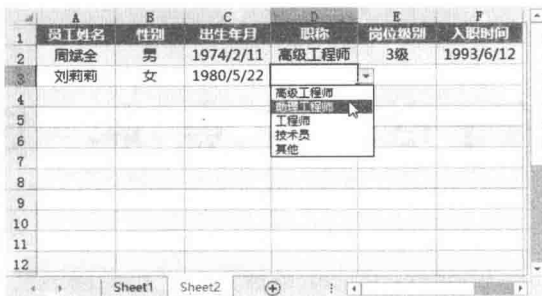 A B C D E F
1 员工姓名 性别 出生年月 职称 岗位级别 入职时间
2 周斌全 男 1974/2/11 高级工程师 3级 1993/6/12
3 刘莉莉 女 1980/5/22
高级工程师
4
助理工程师
5 工程师
6 技术员
其他
7
8
9
10
11
12
Sheet1 Sheet2